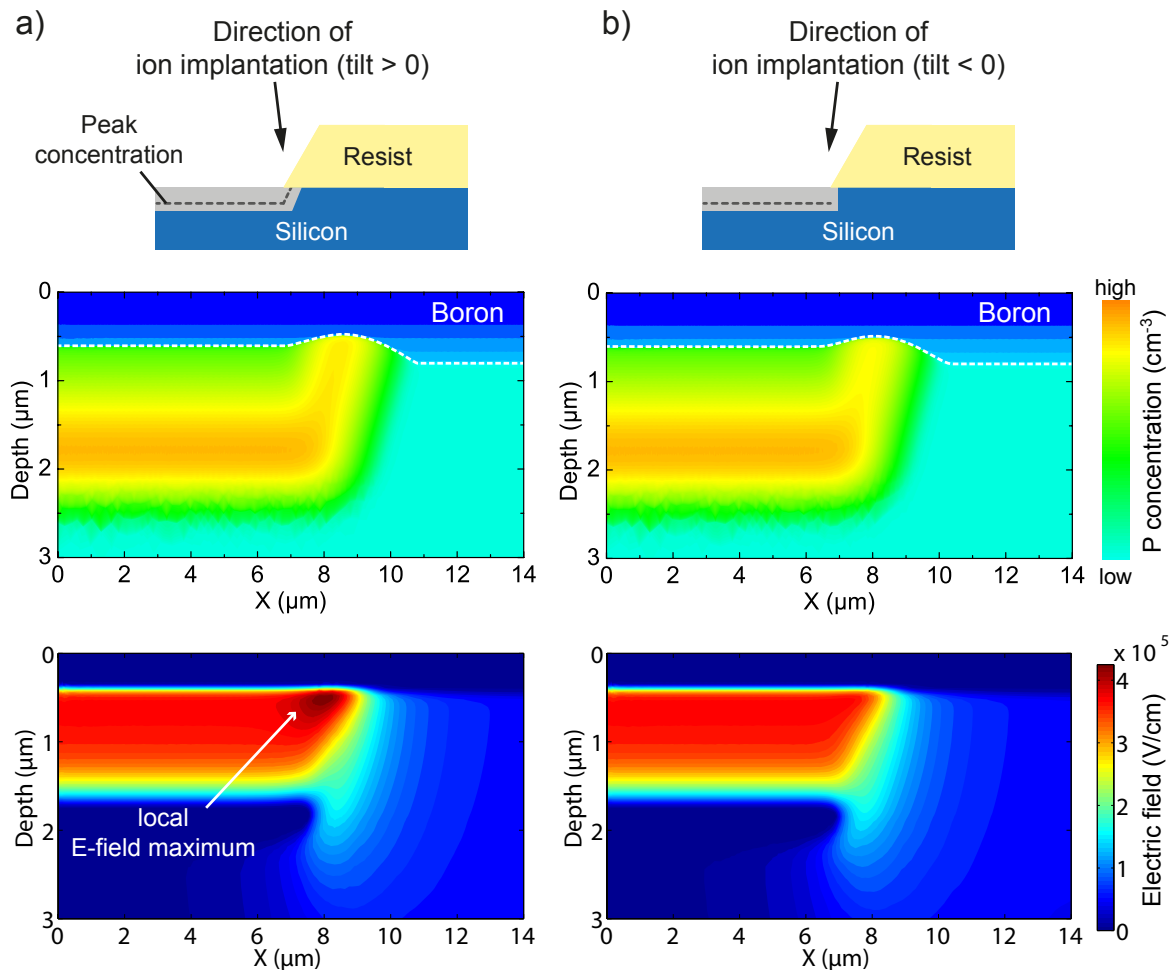 a)
Direction of
ion implantation (tilt > 0)
Peak
concentration
Resist
Silicon
b)
Direction of
ion implantation (tilt < 0)
Resist
Silicon
0
1
2
3
Depth (μm)
Boron
0 2 4 6 8 10 12 14
X (μm)
0
1
2
3
Depth (μm)
Boron
0 2 4 6 8 10 12 14
X (μm)
high
low
P concentration (cm⁻³)
0
1
2
3
Depth (μm)
local
E-field maximum
0 2 4 6 8 10 12 14
X (μm)
0
1
2
3
Depth (μm)
0 2 4 6 8 10 12 14
X (μm)
x 10⁵
4
3
2
1
0
Electric field (V/cm)